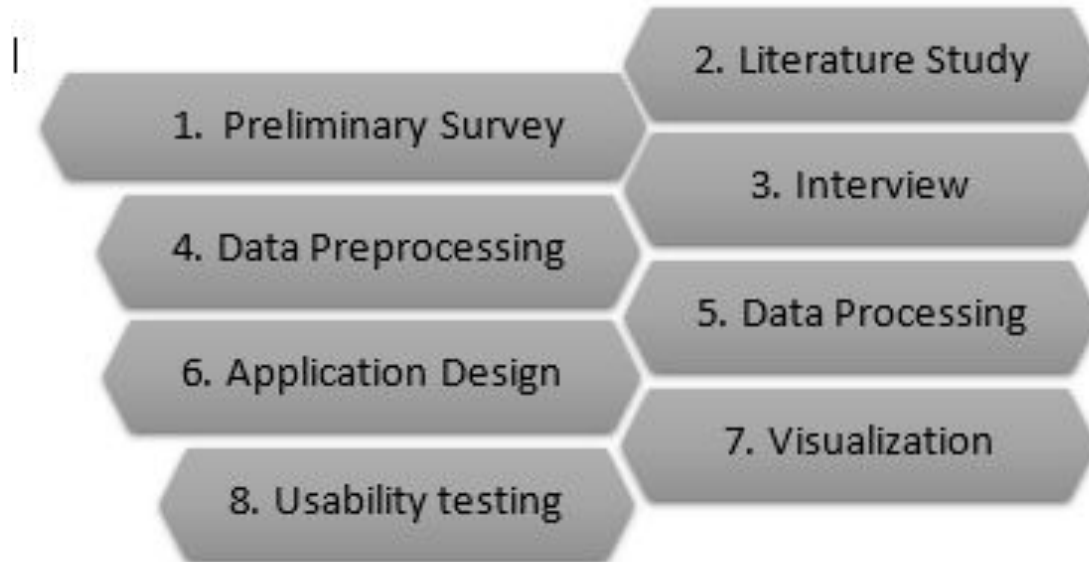 1. Preliminary Survey
2. Literature Study
3. Interview
4. Data Preprocessing
5. Data Processing
6. Application Design
7. Visualization
8. Usability testing